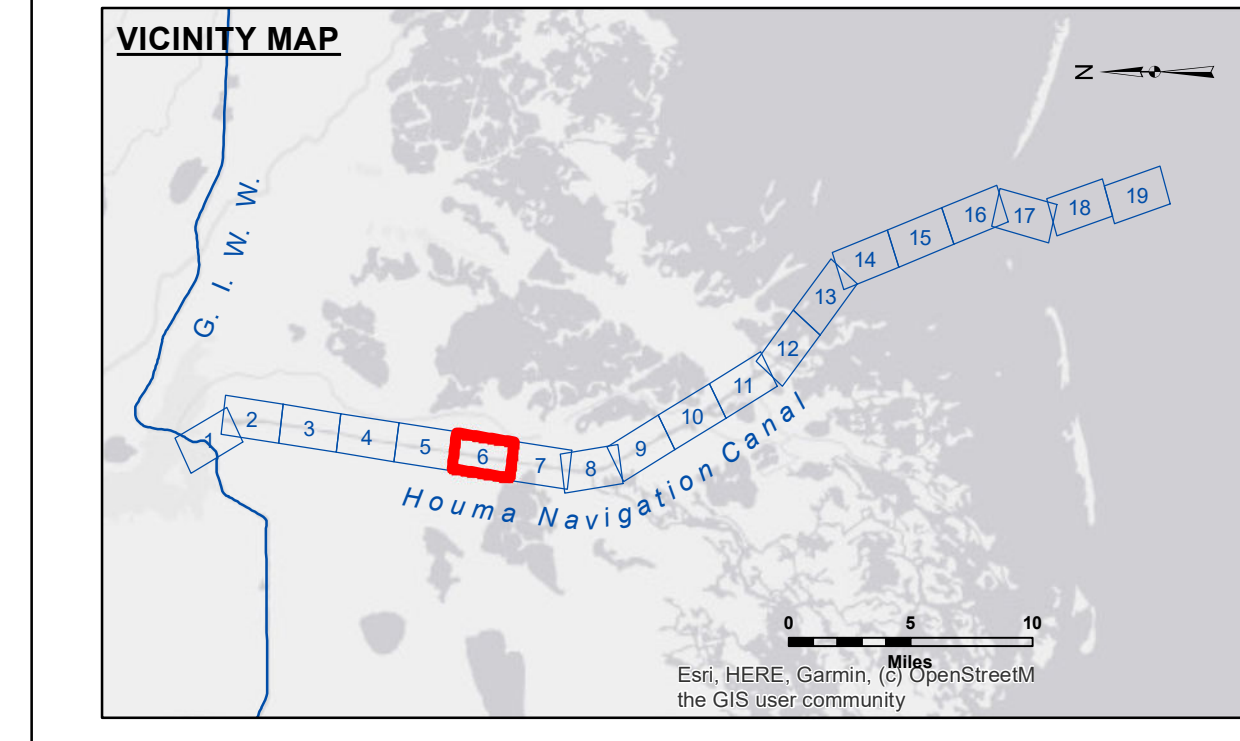 VICINITY MAP
N
G. I. W. W.
1
2
3
4
5
6
7
8
9
10
11
12
13
14
15
16
17
18
19
Houma Navigation Canal
0 5 10
Miles
Esri, HERE, Garmin, (c) OpenStreetM
the GIS user community